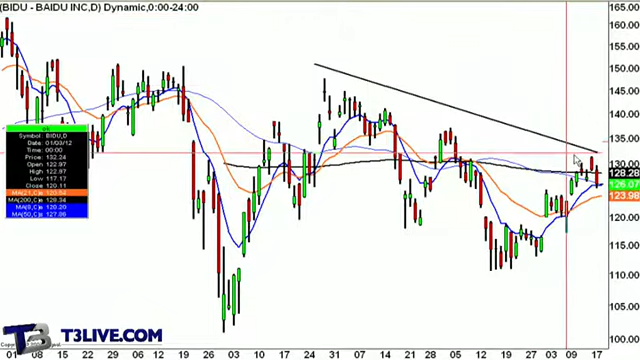 (BIDU - BAIDU INC,D) Dynamic,0:00-24:00
165.00
160.00
155.00
150.00
145.00
140.00
135.00
130.00
128.28
126.07
123.98
120.00
115.00
110.00
105.00
100.00
Symbol: BIDU,D
Date: 01/03/12
Time: 00:00
Price: 132.24
Open 122.97
High 122.97
Low 117.17
Close 120.11
MA(21,C)= 120.54
MA(200,C)= 128.34
MA(8,C)= 120.20
MA(50,C)= 127.86
T3 T3LIVE.COM
01 08 15 22 29 06 12 19 26 03 10 17 24 07 14 21 28 05 12 19 27 03 17